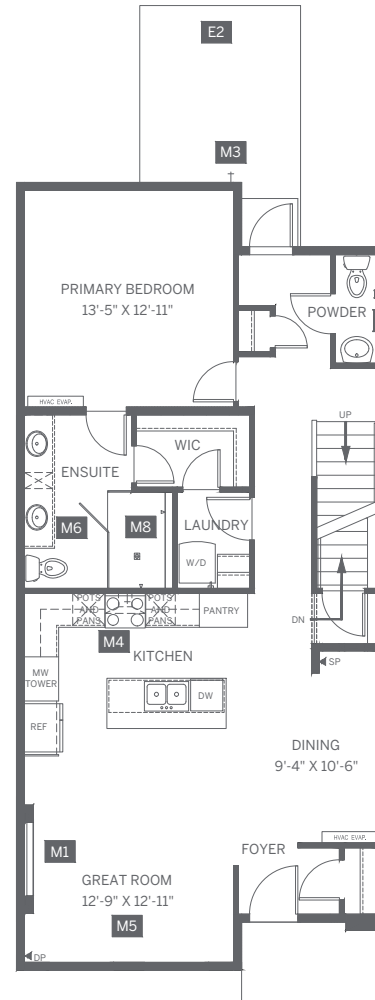 E2
M3
PRIMARY BEDROOM
13'-5" X 12'-11"
POWDER
HVAC EVAP.
UP
WIC
ENSUITE
M6
M8
LAUNDRY
W/D
POTS AND PANS
POTS AND PANS
PANTRY
DN
M4
KITCHEN
SP
MW TOWER
DW
REF
DINING
9'-4" X 10'-6"
HVAC EVAP.
FOYER
M1
GREAT ROOM
12'-9" X 12'-11"
M5
DP